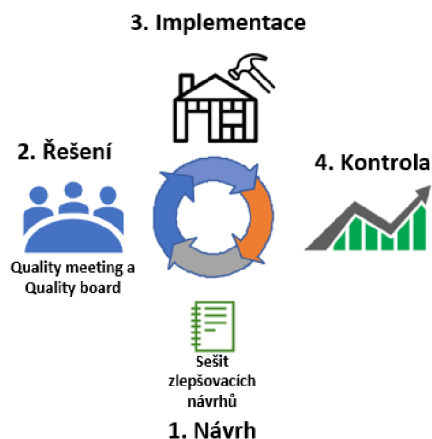 3. Implementace
2. Řešení
4. Kontrola
Quality meeting a
Quality board
Sešit
zlepšovacích
návrhů
1. Návrh